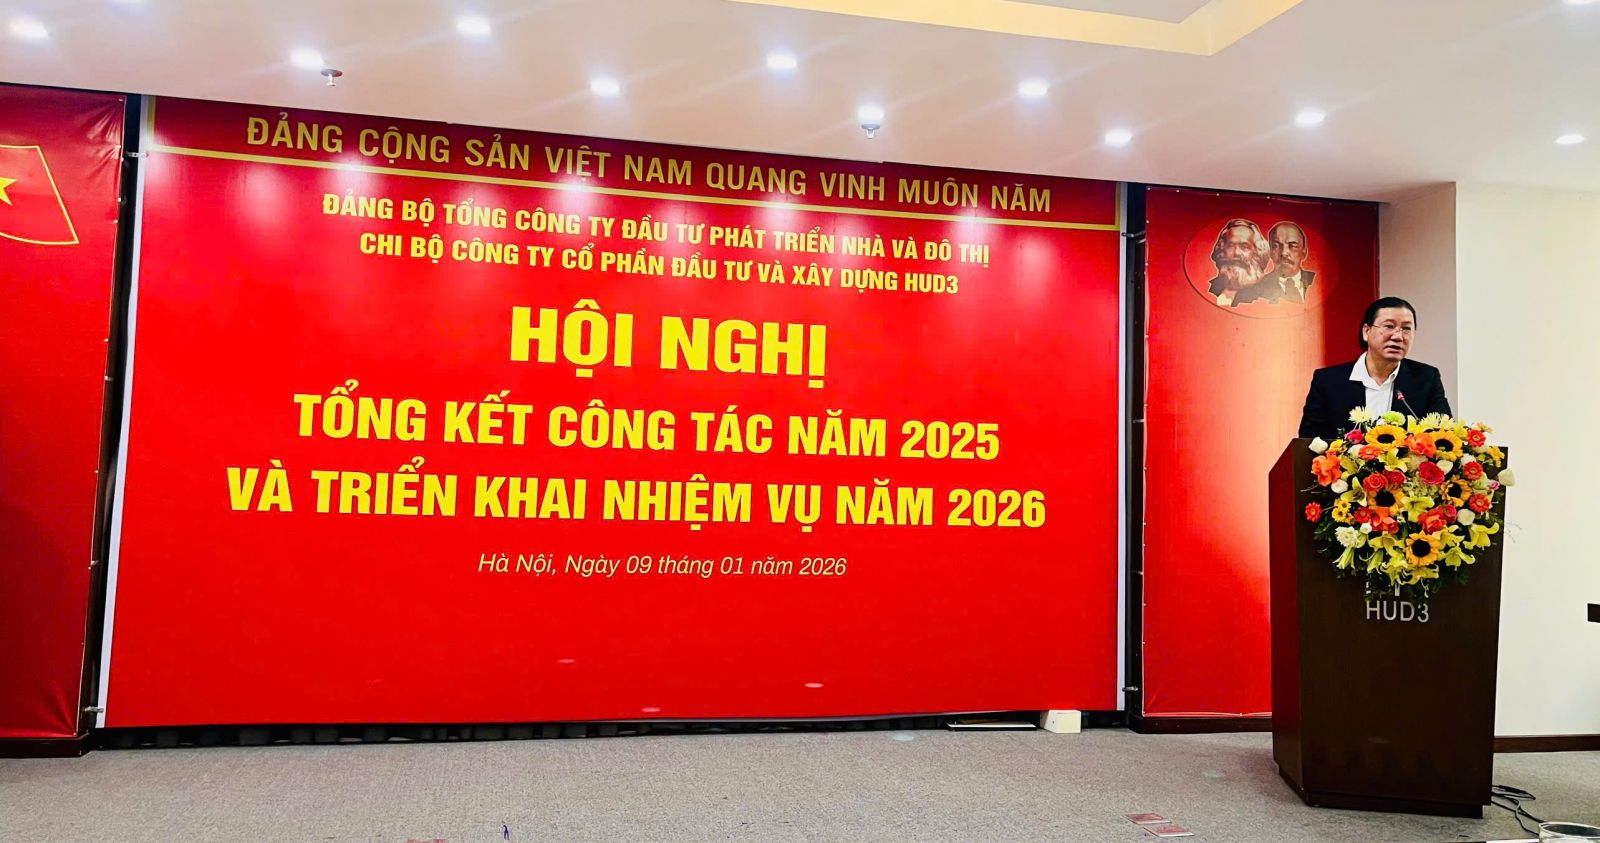 ĐẢNG CỘNG SẢN VIỆT NAM QUANG VINH MUÔN NĂM
ĐẢNG BỘ TỔNG CÔNG TY ĐẦU TƯ PHÁT TRIỂN NHÀ VÀ ĐÔ THỊ
CHI BỘ CÔNG TY CỔ PHẦN ĐẦU TƯ VÀ XÂY DỰNG HUD3
HỘI NGHỊ
TỔNG KẾT CÔNG TÁC NĂM 2025
VÀ TRIỂN KHAI NHIỆM VỤ NĂM 2026
Hà Nội, Ngày 09 tháng 01 năm 2026
HUD3